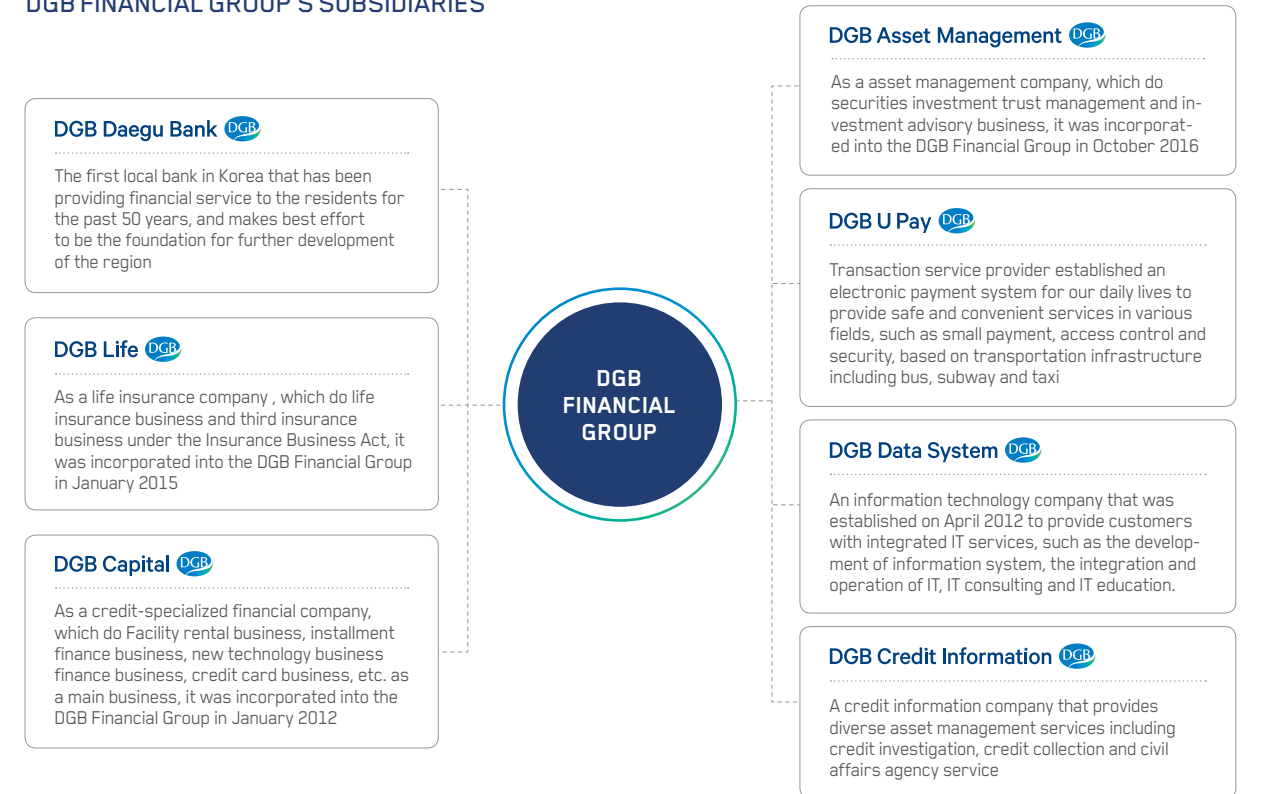 DGB FINANCIAL GROUP'S SUBSIDIARIES
DGB Daegu Bank DGB
The first local bank in Korea that has been
providing financial service to the residents for
the past 50 years, and makes best effort
to be the foundation for further development
of the region
DGB Life DGB
As a life insurance company , which do life
insurance business and third insurance
business under the Insurance Business Act, it
was incorporated into the DGB Financial Group
in January 2015
DGB Capital DGB
As a credit-specialized financial company,
which do Facility rental business, installment
finance business, new technology business
finance business, credit card business, etc. as
a main business, it was incorporated into the
DGB Financial Group in January 2012
DGB
FINANCIAL
GROUP
DGB Asset Management DGB
As a asset management company, which do
securities investment trust management and in-
vestment advisory business, it was incorporat-
ed into the DGB Financial Group in October 2016
DGB U Pay DGB
Transaction service provider established an
electronic payment system for our daily lives to
provide safe and convenient services in various
fields, such as small payment, access control and
security, based on transportation infrastructure
including bus, subway and taxi
DGB Data System DGB
An information technology company that was
established on April 2012 to provide customers
with integrated IT services, such as the develop-
ment of information system, the integration and
operation of IT, IT consulting and IT education.
DGB Credit Information DGB
A credit information company that provides
diverse asset management services including
credit investigation, credit collection and civil
affairs agency service